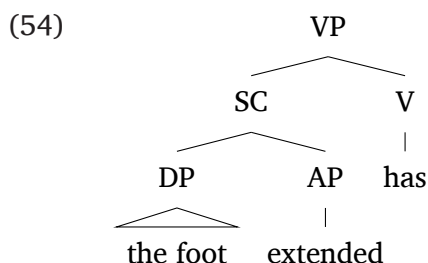 (54) VP
SC V
DP AP has
the foot extended